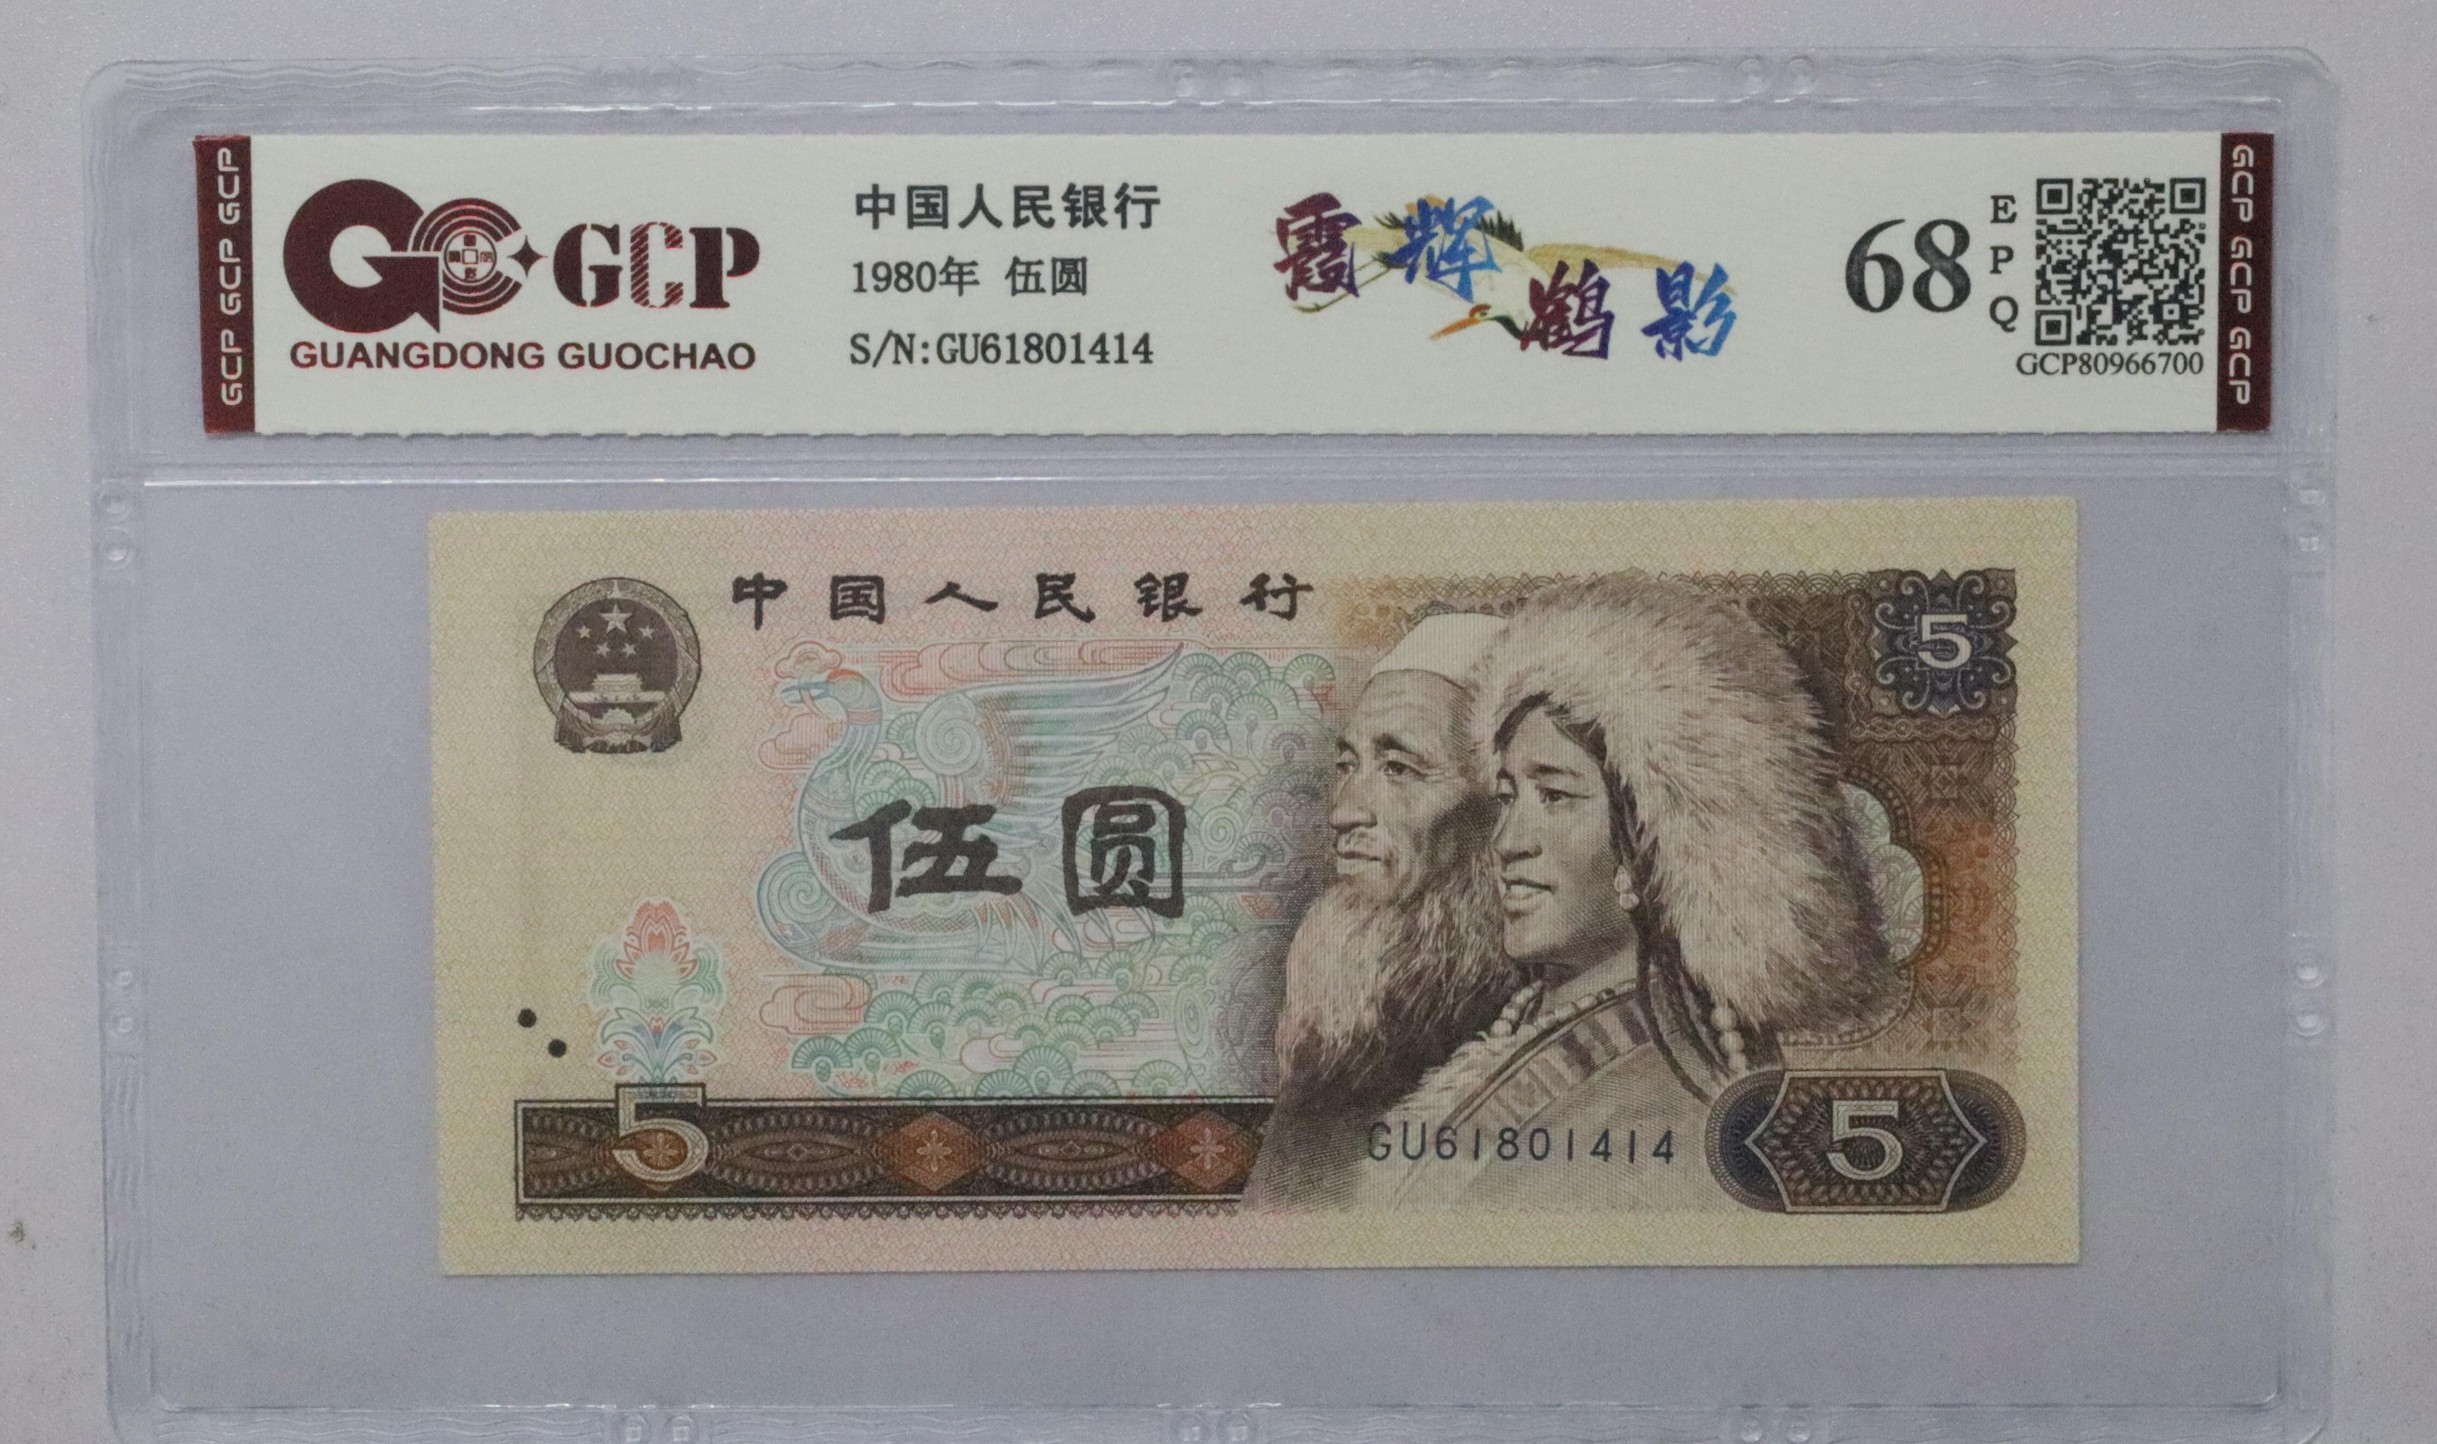 GCP GCP GCP
GCP
GUANGDONG GUOCHAO
中国人民银行
1980年 伍圆
S/N:GU61801414
霞辉鹤影
68
EPQ
GCP80966700
GCP GCP GCP
中国人民银行
5
伍圆
5
GU61801414
5